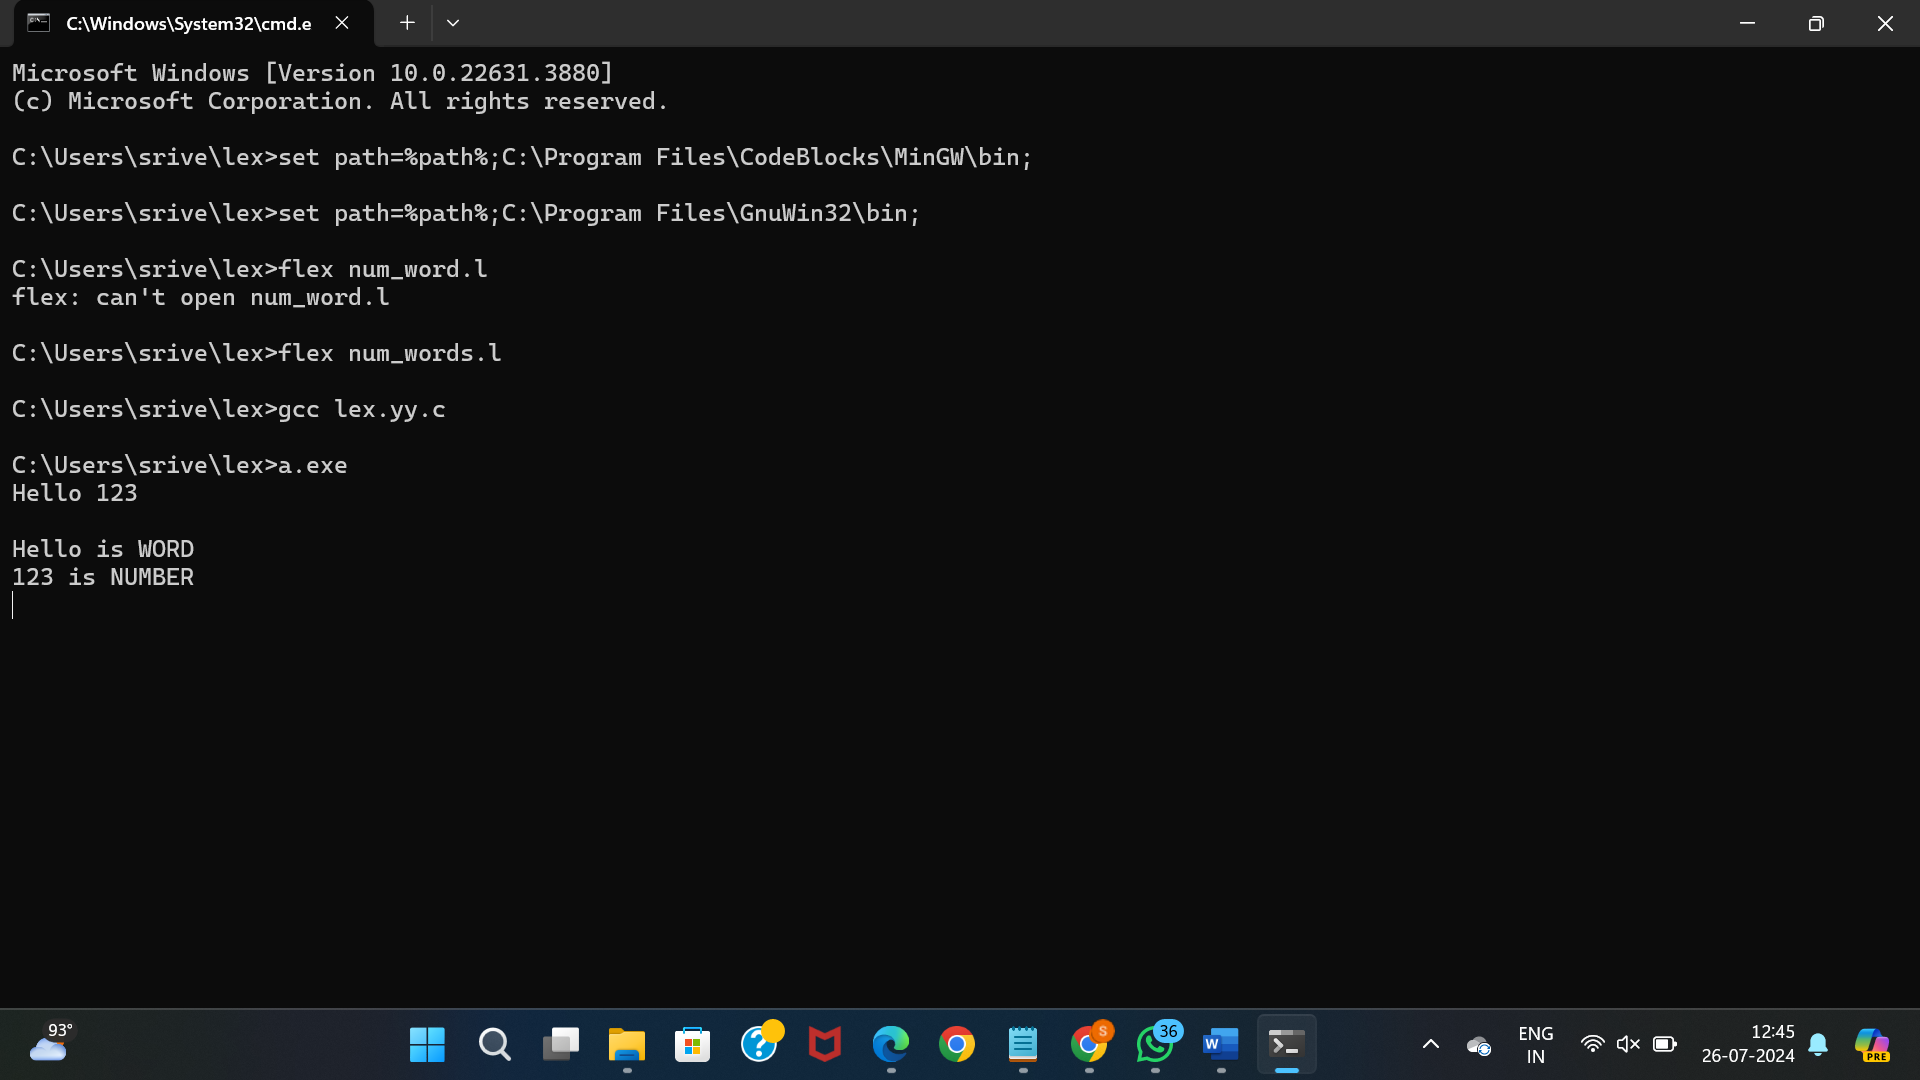 C:\Windows\System32\cmd.e
Microsoft Windows [Version 10.0.22631.3880]
(c) Microsoft Corporation. All rights reserved.
C:\Users\srive\lex>set path=%path%;C:\Program Files\CodeBlocks\MinGW\bin;
C:\Users\srive\lex>set path=%path%;C:\Program Files\GnuWin32\bin;
C:\Users\srive\lex>flex num_word.l
flex: can't open num_word.l
C:\Users\srive\lex>flex num_words.l
C:\Users\srive\lex>gcc lex.yy.c
C:\Users\srive\lex>a.exe
Hello 123
Hello is WORD
123 is NUMBER
93°
S
36
W
ENG
IN
12:45
26-07-2024
PRE